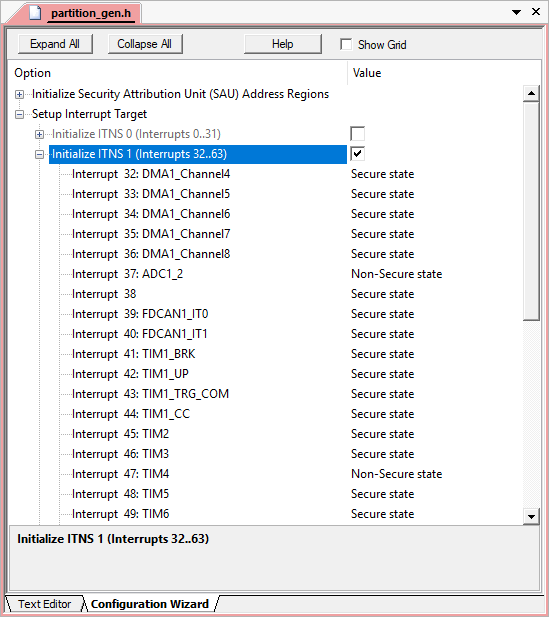 partition_gen.h
Expand All Collapse All Help Show Grid
Option Value
Initialize Security Attribution Unit (SAU) Address Regions
Setup Interrupt Target
Initialize ITNS 0 (Interrupts 0..31)
Initialize ITNS 1 (Interrupts 32..63)
Interrupt 32: DMA1_Channel4 Secure state
Interrupt 33: DMA1_Channel5 Secure state
Interrupt 34: DMA1_Channel6 Secure state
Interrupt 35: DMA1_Channel7 Secure state
Interrupt 36: DMA1_Channel8 Secure state
Interrupt 37: ADC1_2 Non-Secure state
Interrupt 38 Secure state
Interrupt 39: FDCAN1_IT0 Secure state
Interrupt 40: FDCAN1_IT1 Secure state
Interrupt 41: TIM1_BRK Secure state
Interrupt 42: TIM1_UP Secure state
Interrupt 43: TIM1_TRG_COM Secure state
Interrupt 44: TIM1_CC Secure state
Interrupt 45: TIM2 Secure state
Interrupt 46: TIM3 Secure state
Interrupt 47: TIM4 Non-Secure state
Interrupt 48: TIM5 Secure state
Interrupt 49: TIM6 Secure state
Initialize ITNS 1 (Interrupts 32..63)
Text Editor Configuration Wizard